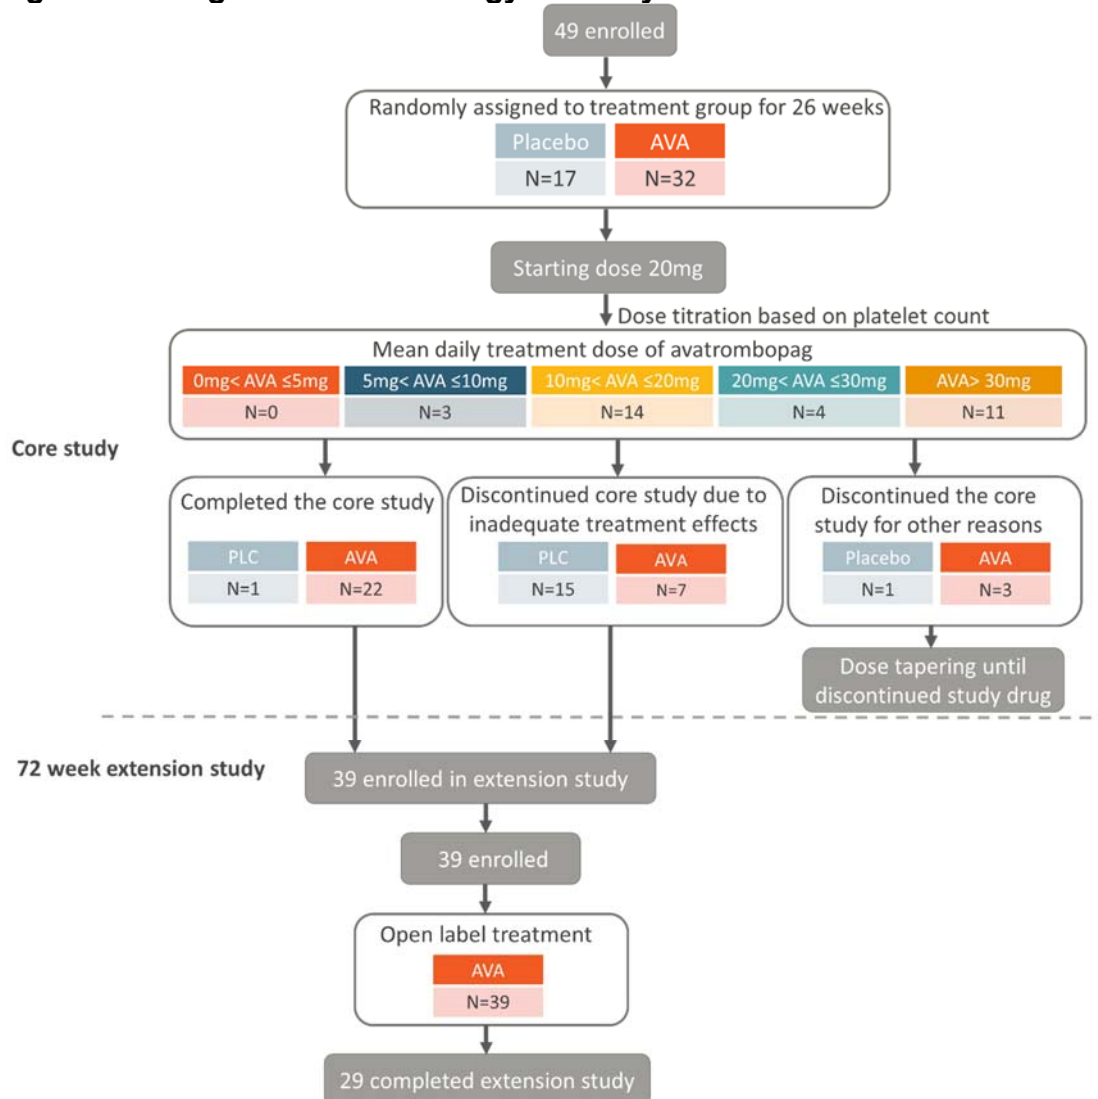 49 enrolled
Randomly assigned to treatment group for 26 weeks
Placebo AVA
N=17 N=32
Starting dose 20mg
Dose titration based on platelet count
Mean daily treatment dose of avatrombopag
0mg< AVA ≤5mg 5mg< AVA ≤10mg 10mg< AVA ≤20mg 20mg< AVA ≤30mg AVA> 30mg
N=0 N=3 N=14 N=4 N=11
Core study
Completed the core study
PLC AVA
N=1 N=22
Discontinued core study due to
inadequate treatment effects
PLC AVA
N=15 N=7
Discontinued the core
study for other reasons
Placebo AVA
N=1 N=3
Dose tapering until
discontinued study drug
72 week extension study
39 enrolled in extension study
39 enrolled
Open label treatment
AVA
N=39
29 completed extension study